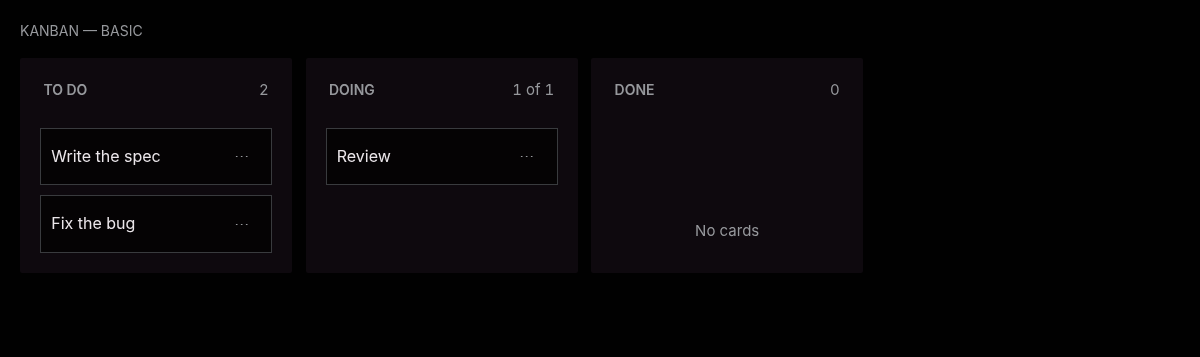 KANBAN — BASIC
TO DO 2
Write the spec ...
Fix the bug ...
DOING 1 of 1
Review ...
DONE 0
No cards